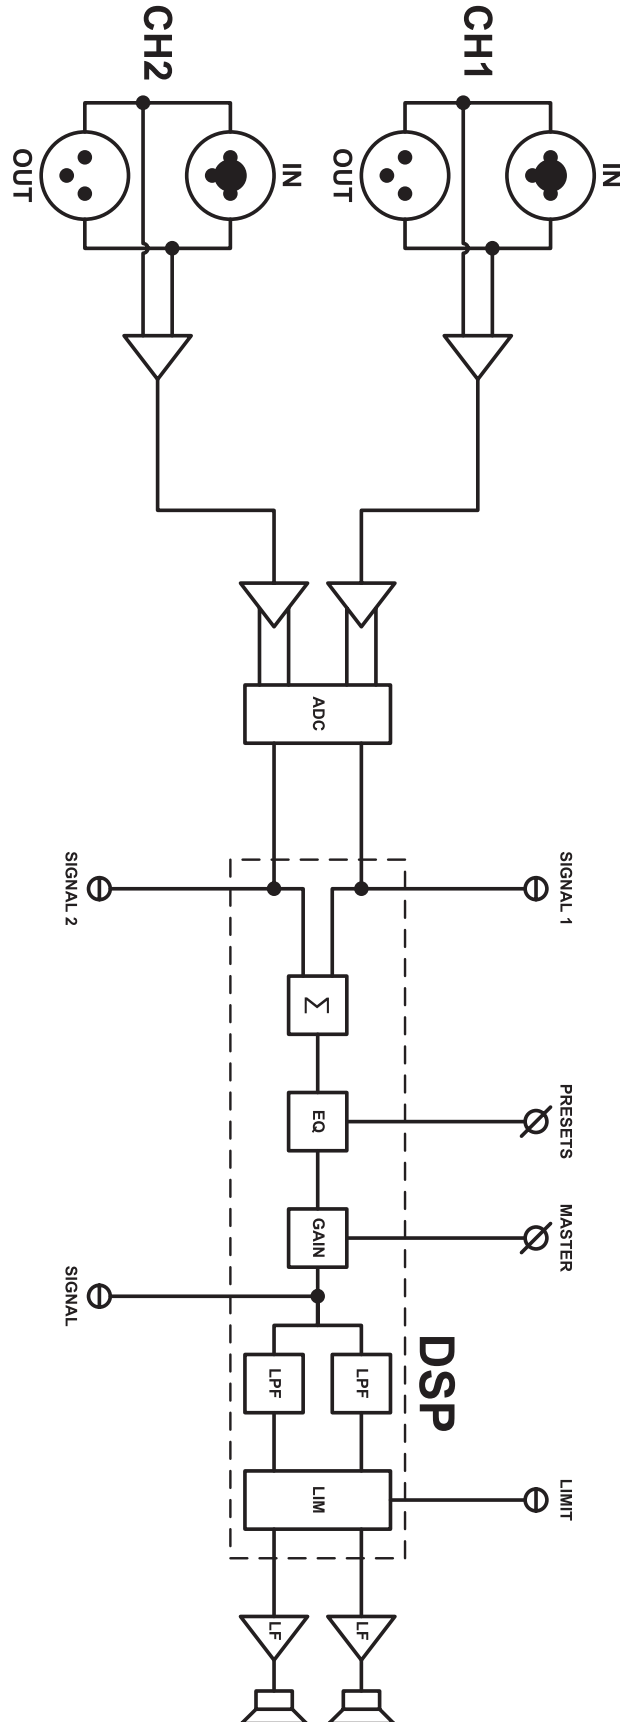 CH1
IN
OUT
CH2
IN
OUT
ADC
SIGNAL 1
SIGNAL 2
Σ
EQ
PRESETS
GAIN
MASTER
SIGNAL
DSP
LPF
LPF
LIM
LIMIT
LF
LF